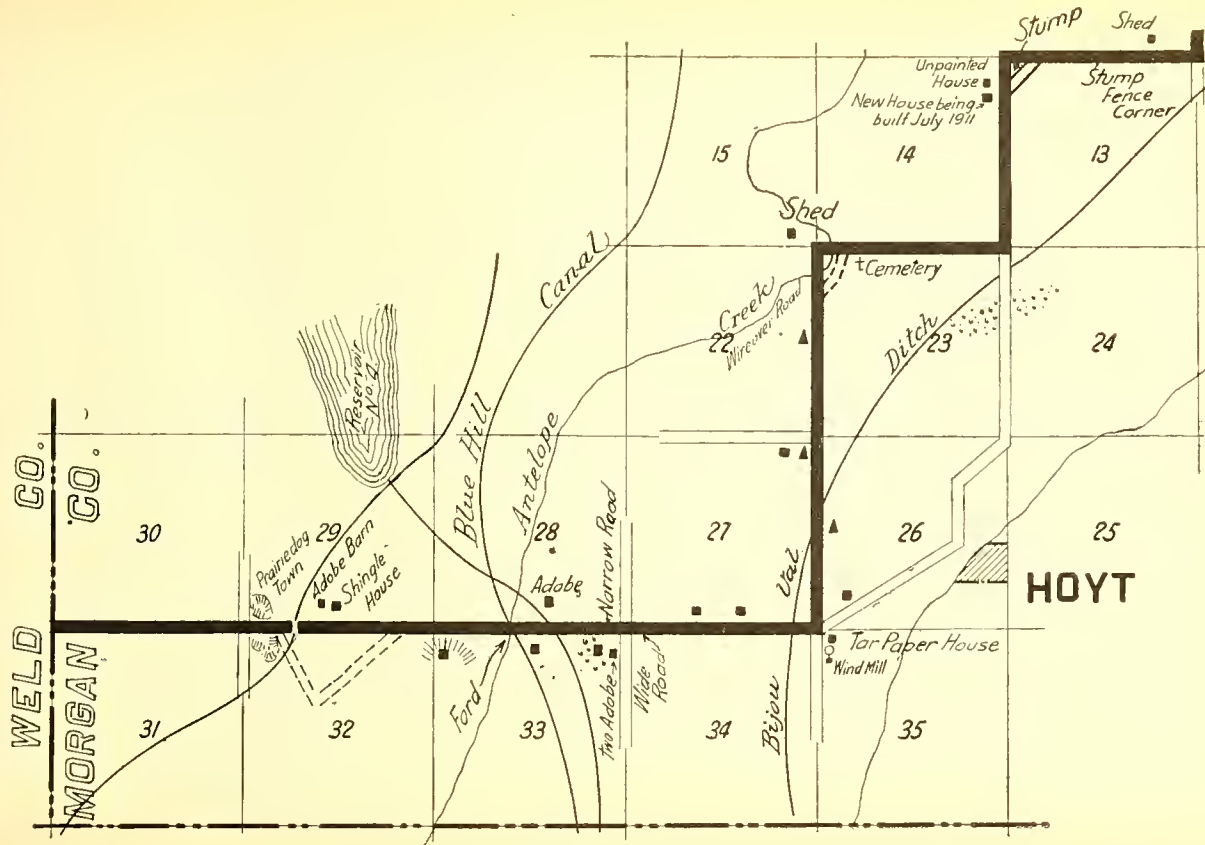 Stump
Shed
Unpainted
House
New House being
built July 1911
Stump
Fence
Corner
15
14
13
Shed
Canal
† Cemetery
Creek
Wireover Road
22
Ditch
23
24
Reservoir
No. 4
Blue Hill
Antelope
WELD CO.
MORGAN CO.
30
29
28
27
26
25
Prairiedog
Town
Adobe Barn
Shingle
House
Adobe
Narrow Road
Val
HOYT
Tar Paper House
Wind Mill
Ford
Two Adobe
Wide
Road
Bijou
31
32
33
34
35